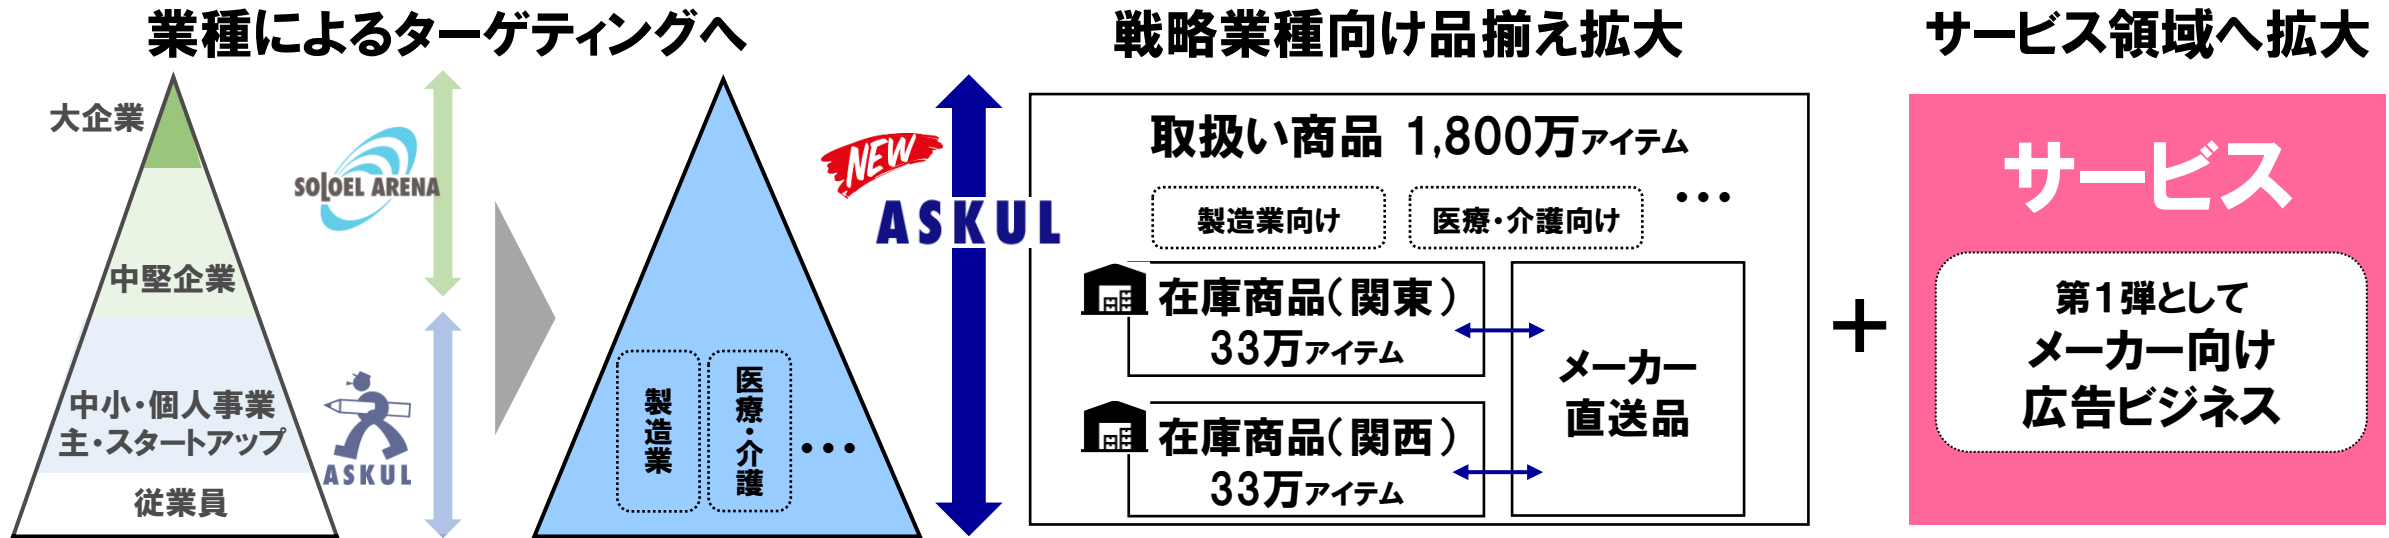 業種によるターゲティングへ
大企業
SOLOEL ARENA
中堅企業
中小・個人事業
主・スタートアップ
ASKUL
従業員
製造業
医療・介護
•••
NEW
ASKUL
戦略業種向け品揃え拡大
取扱い商品 1,800万アイテム
製造業向け
医療・介護向け
•••
在庫商品(関東)
33万アイテム
在庫商品(関西)
33万アイテム
メーカー
直送品
+
サービス領域へ拡大
サービス
第1弾として
メーカー向け
広告ビジネス